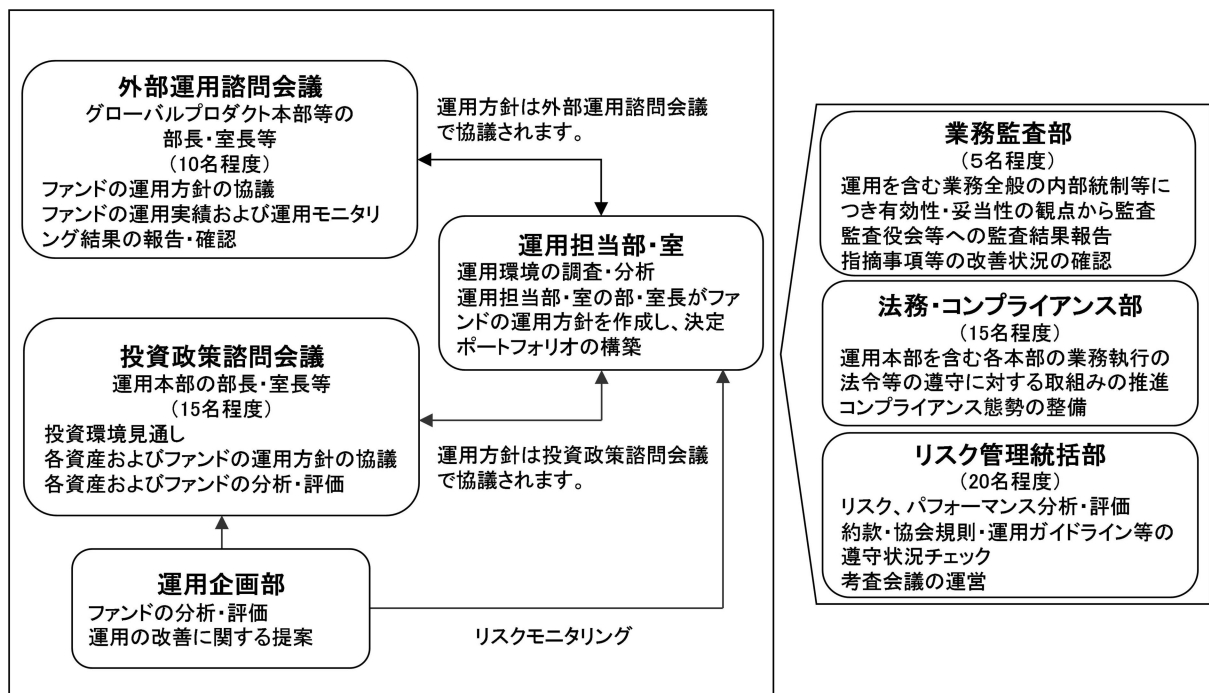 外部運用諮問会議
グローバルプロダクト本部等の
部長・室長等
(10名程度)
ファンドの運用方針の協議
ファンドの運用実績および運用モニタリ
ング結果の報告・確認
運用方針は外部運用諮問会議
で協議されます。
運用担当部・室
運用環境の調査・分析
運用担当部・室の部・室長がファ
ンドの運用方針を作成し、決定
ポートフォリオの構築
投資政策諮問会議
運用本部の部長・室長等
(15名程度)
投資環境見通し
各資産およびファンドの運用方針の協議
各資産およびファンドの分析・評価
運用方針は投資政策諮問会議
で協議されます。
運用企画部
ファンドの分析・評価
運用の改善に関する提案
リスクモニタリング
業務監査部
(5名程度)
運用を含む業務全般の内部統制等に
つき有効性・妥当性の観点から監査
監査役会等への監査結果報告
指摘事項等の改善状況の確認
法務・コンプライアンス部
(15名程度)
運用本部を含む各本部の業務執行の
法令等の遵守に対する取組みの推進
コンプライアンス態勢の整備
リスク管理統括部
(20名程度)
リスク、パフォーマンス分析・評価
約款・協会規則・運用ガイドライン等の
遵守状況チェック
考査会議の運営